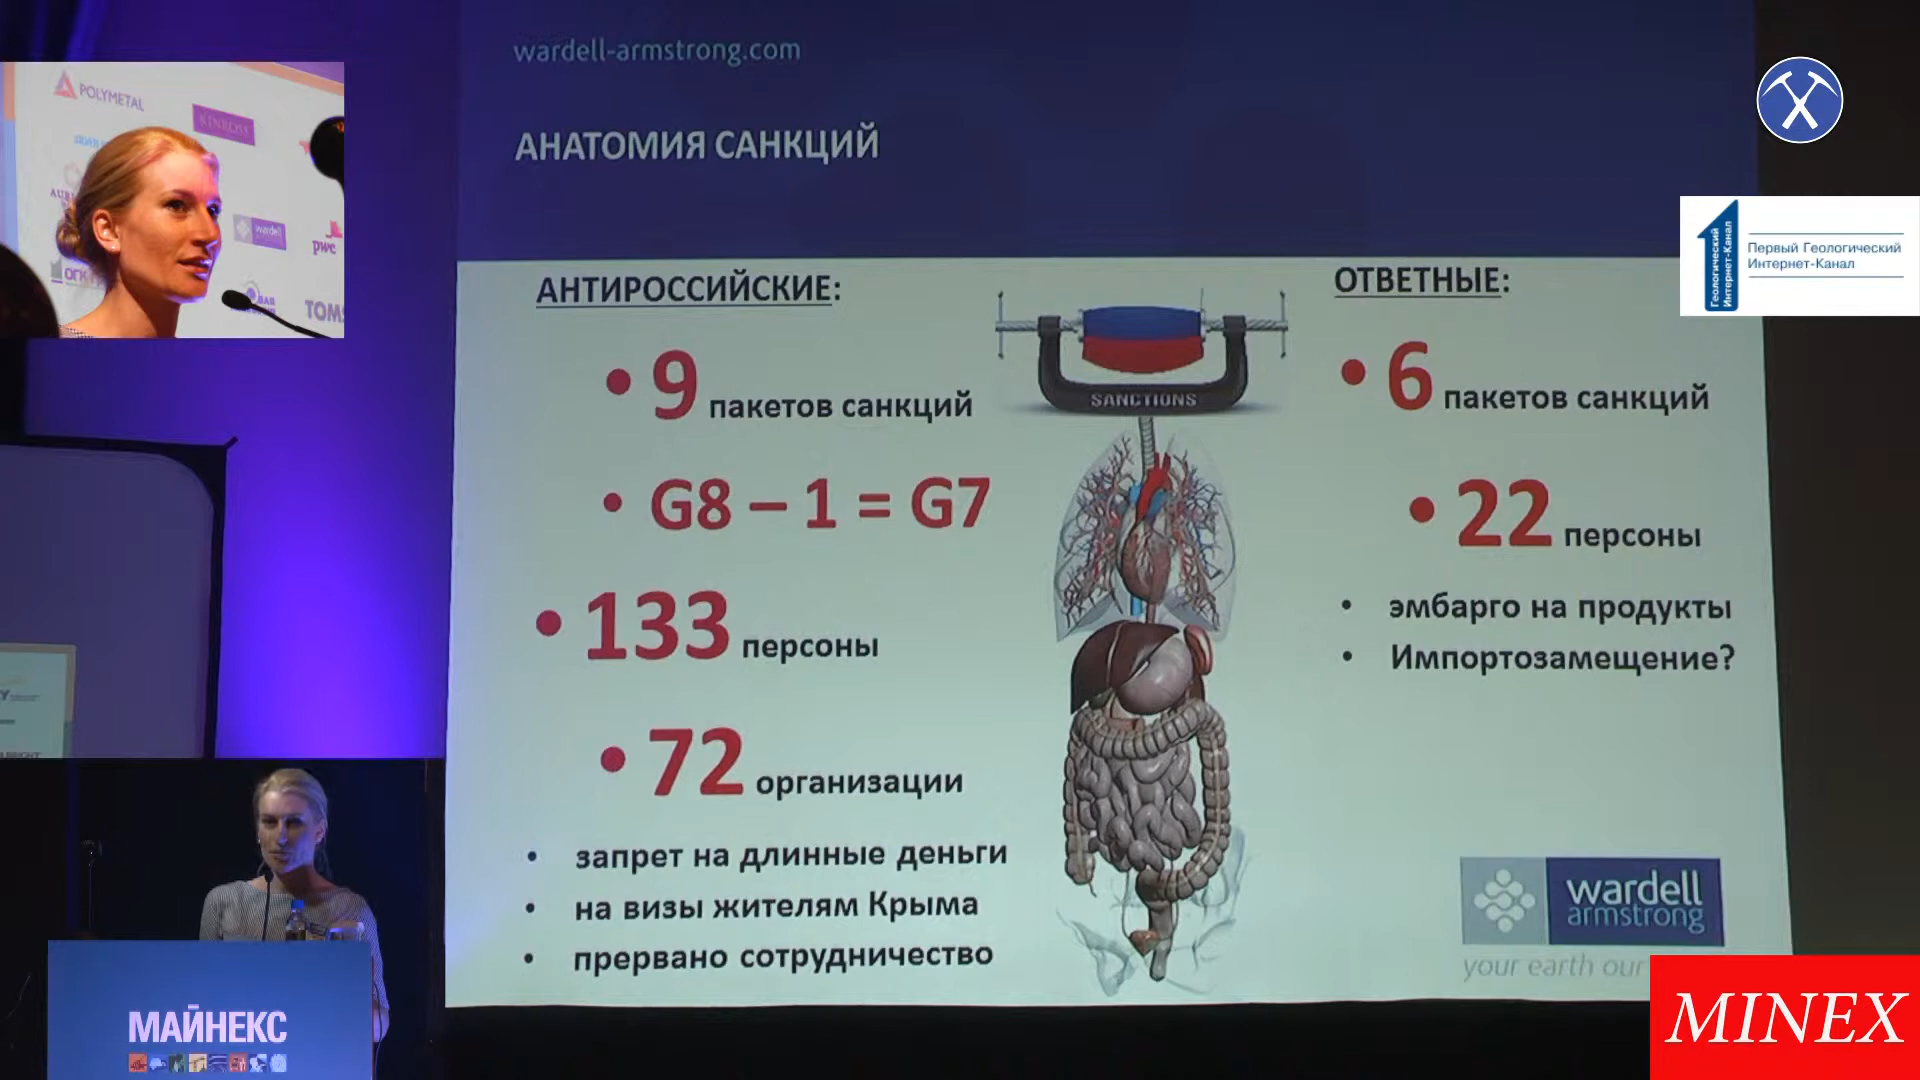 wardell-armstrong.com
АНАТОМИЯ САНКЦИЙ
АНТИРОССИЙСКИЕ:
9 пакетов санкций
G8 – 1 = G7
133 персоны
72 организации
запрет на длинные деньги
на визы жителям Крыма
прервано сотрудничество
SANCTIONS
ОТВЕТНЫЕ:
6 пакетов санкций
22 персоны
эмбарго на продукты
Импортозамещение?
wardell
armstrong
your earth our
POLYMETAL
KINROSS
wardell
pwc
Геологический
Интернет-Канал
Первый Геологический
Интернет-Канал
МАЙНЕКС
MINEX